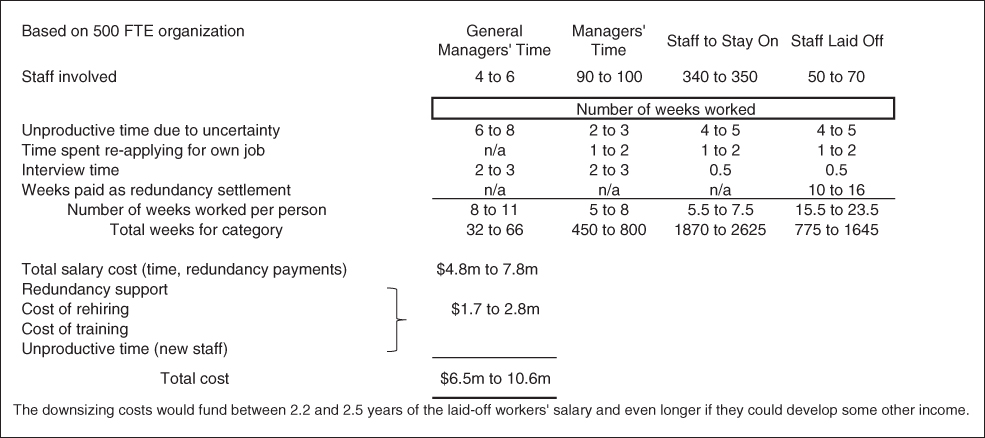 Based on 500 FTE organization General Managers' Time Managers' Time Staff to Stay On Staff Laid Off
Staff involved 4 to 6 90 to 100 340 to 350 50 to 70
Number of weeks worked
Unproductive time due to uncertainty 6 to 8 2 to 3 4 to 5 4 to 5
Time spent re-applying for own job n/a 1 to 2 1 to 2 1 to 2
Interview time 2 to 3 2 to 3 0.5 0.5
Weeks paid as redundancy settlement n/a n/a n/a 10 to 16
Number of weeks worked per person 8 to 11 5 to 8 5.5 to 7.5 15.5 to 23.5
Total weeks for category 32 to 66 450 to 800 1870 to 2625 775 to 1645
Total salary cost (time, redundancy payments) $4.8m to 7.8m
Redundancy support
Cost of rehiring $1.7 to 2.8m
Cost of training
Unproductive time (new staff)
Total cost $6.5m to 10.6m
The downsizing costs would fund between 2.2 and 2.5 years of the laid-off workers' salary and even longer if they could develop some other income.